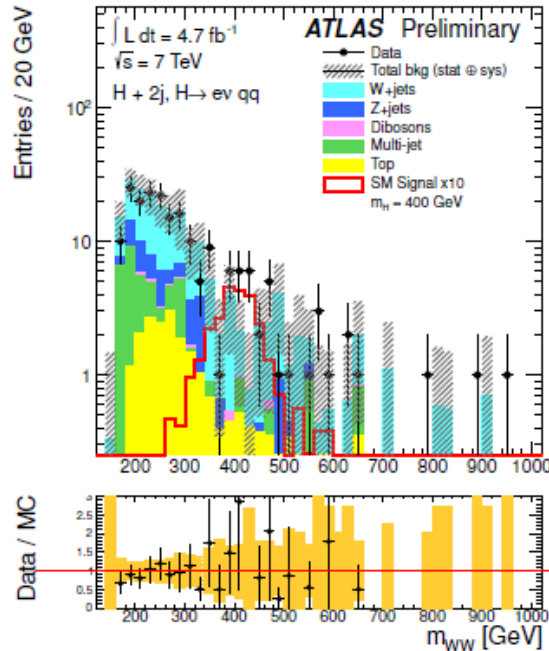 ATLAS Preliminary
∫ L dt = 4.7 fb⁻¹
√s = 7 TeV
H + 2j, H→ eν qq
Data
Total bkg (stat ⊕ sys)
W+jets
Z+jets
Dibosons
Multi-jet
Top
SM Signal x10
m_H = 400 GeV
Entries / 20 GeV
10²
10
1
200 300 400 500 600 700 800 900 1000
Data / MC
3
2.5
2
1.5
1
0.5
0
200 300 400 500 600 700 800 900 1000
m_WW [GeV]